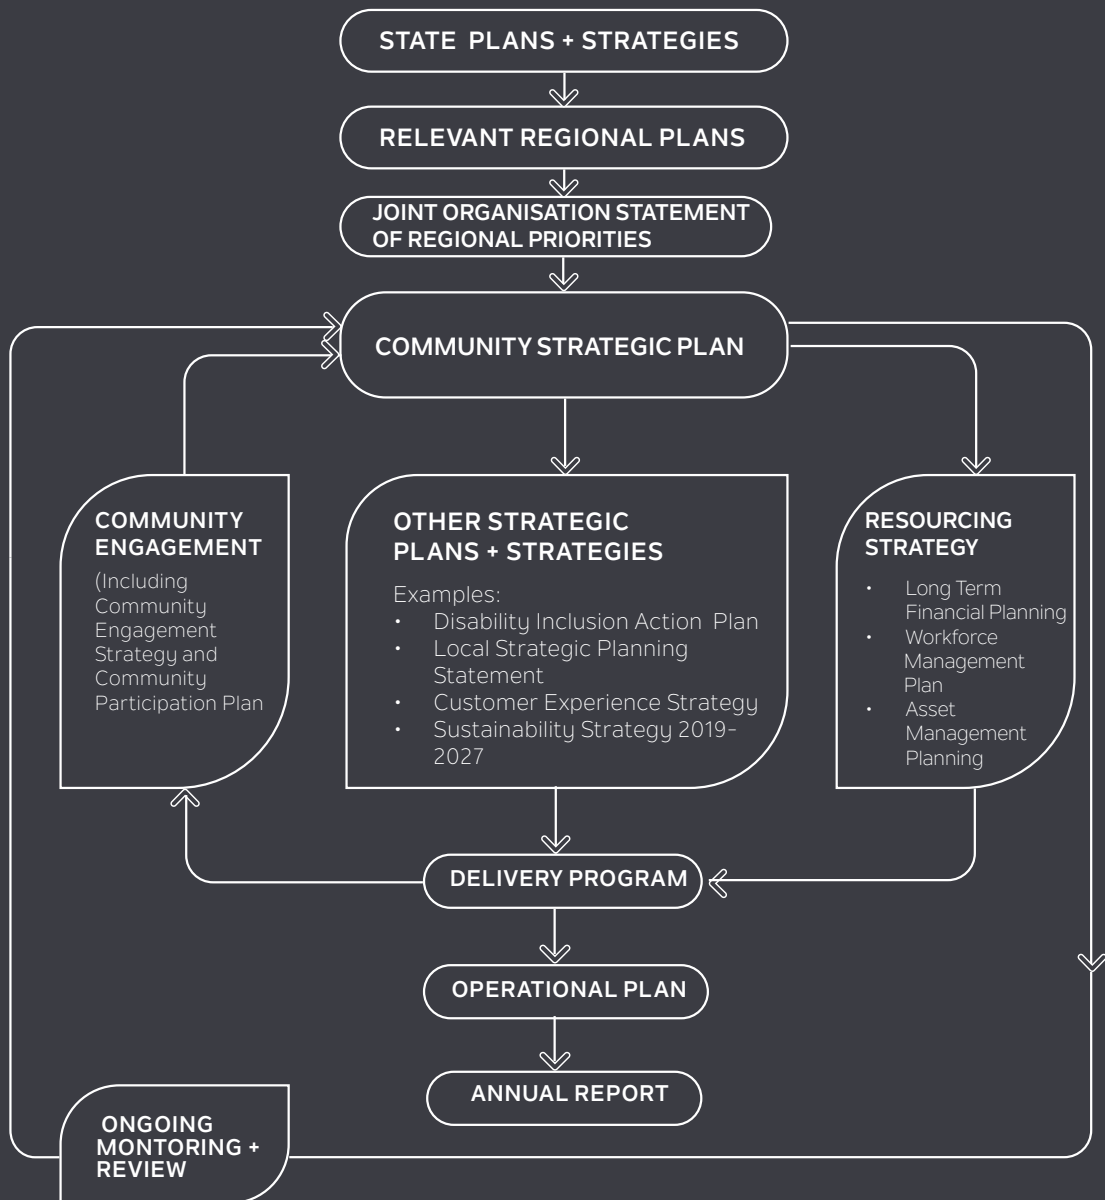 STATE PLANS + STRATEGIES
RELEVANT REGIONAL PLANS
JOINT ORGANISATION STATEMENT
OF REGIONAL PRIORITIES
COMMUNITY STRATEGIC PLAN
COMMUNITY
ENGAGEMENT
(Including
Community
Engagement
Strategy and
Community
Participation Plan
OTHER STRATEGIC
PLANS + STRATEGIES
Examples:
• Disability Inclusion Action Plan
• Local Strategic Planning
Statement
• Customer Experience Strategy
• Sustainability Strategy 2019-
2027
RESOURCING
STRATEGY
• Long Term
Financial Planning
• Workforce
Management
Plan
• Asset
Management
Planning
DELIVERY PROGRAM
OPERATIONAL PLAN
ANNUAL REPORT
ONGOING
MONTORING +
REVIEW